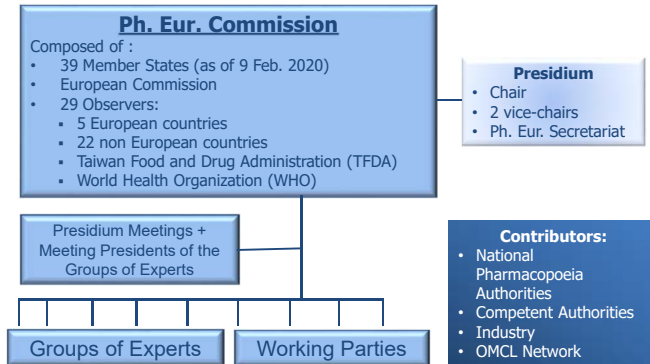 Ph. Eur. Commission
Composed of :
• 39 Member States (as of 9 Feb. 2020)
• European Commission
• 29 Observers:
▪ 5 European countries
▪ 22 non European countries
▪ Taiwan Food and Drug Administration (TFDA)
▪ World Health Organization (WHO)
Presidium
• Chair
• 2 vice-chairs
• Ph. Eur. Secretariat
Presidium Meetings +
Meeting Presidents of the
Groups of Experts
Contributors:
• National
Pharmacopoeia
Authorities
• Competent Authorities
• Industry
• OMCL Network
Groups of Experts
Working Parties